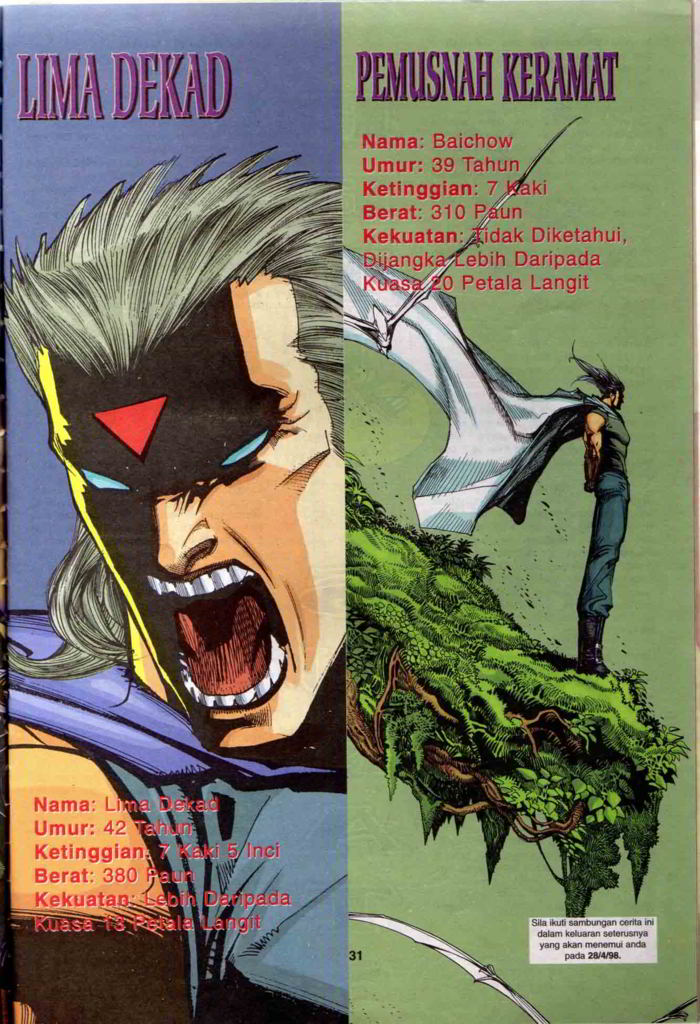 LIMA DEKAD
Nama: Lima Dekad
Umur: 42 Tahun
Ketinggian: 7 Kaki 5 Inci
Berat: 380 Paun
Kekuatan: Lebih Daripada
Kuasa 13 Petala Langit
PEMUSNAH KERAMAT
Nama: Baichow
Umur: 39 Tahun
Ketinggian: 7 Kaki
Berat: 310 Paun
Kekuatan: Tidak Diketahui,
Dijangka Lebih Daripada
Kuasa 20 Petala Langit
Sila ikuti sambungan cerita ini
dalam keluaran seterusnya
yang akan menemui anda
pada 28/4/98.
31